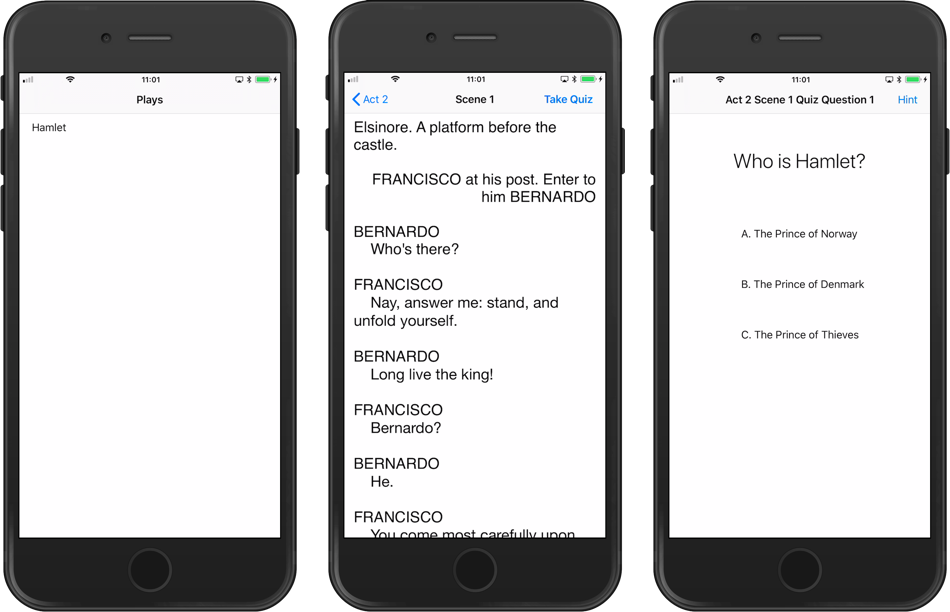 11:01
Plays
Hamlet
11:01
Act 2
Scene 1
Take Quiz
Elsinore. A platform before the
castle.
FRANCISCO at his post. Enter to
him BERNARDO
BERNARDO
Who's there?
FRANCISCO
Nay, answer me: stand, and
unfold yourself.
BERNARDO
Long live the king!
FRANCISCO
Bernardo?
BERNARDO
He.
FRANCISCO
You come most carefully upon
11:01
Act 2 Scene 1 Quiz Question 1
Hint
Who is Hamlet?
A. The Prince of Norway
B. The Prince of Denmark
C. The Prince of Thieves